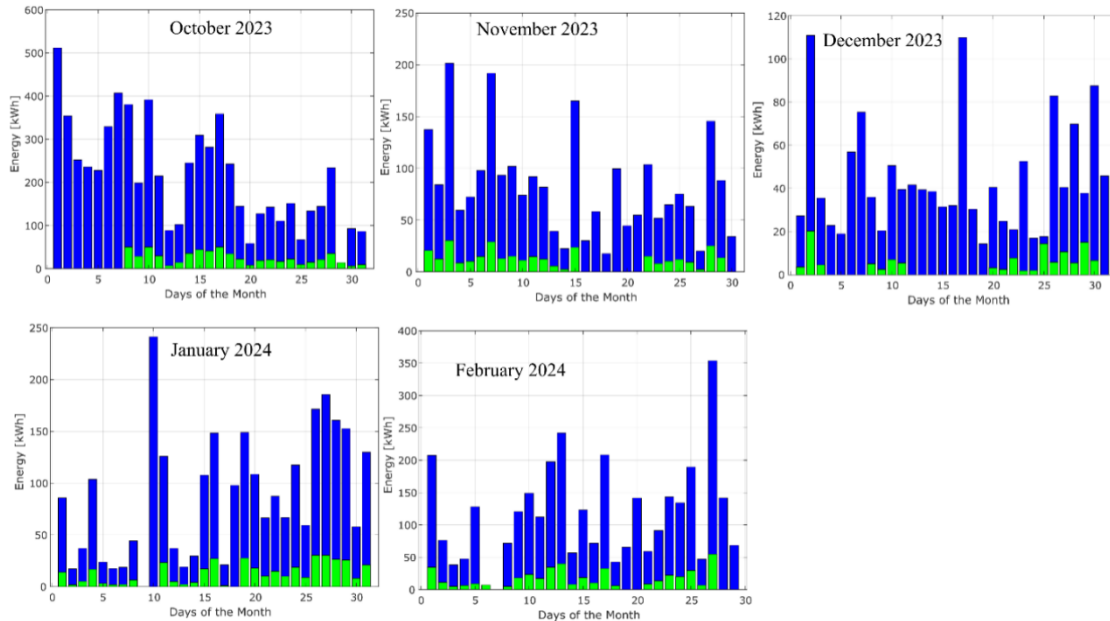 October 2023
Energy [kWh]
600
500
400
300
200
100
0
0 5 10 15 20 25 30
Days of the Month
November 2023
Energy [kWh]
250
200
150
100
50
0
0 5 10 15 20 25 30
Days of the Month
December 2023
Energy [kWh]
120
100
80
60
40
20
0
0 5 10 15 20 25 30
Days of the Month
January 2024
Energy [kWh]
250
200
150
100
50
0
0 5 10 15 20 25 30
Days of the Month
February 2024
Energy [kWh]
400
350
300
250
200
150
100
50
0
0 5 10 15 20 25 30
Days of the Month